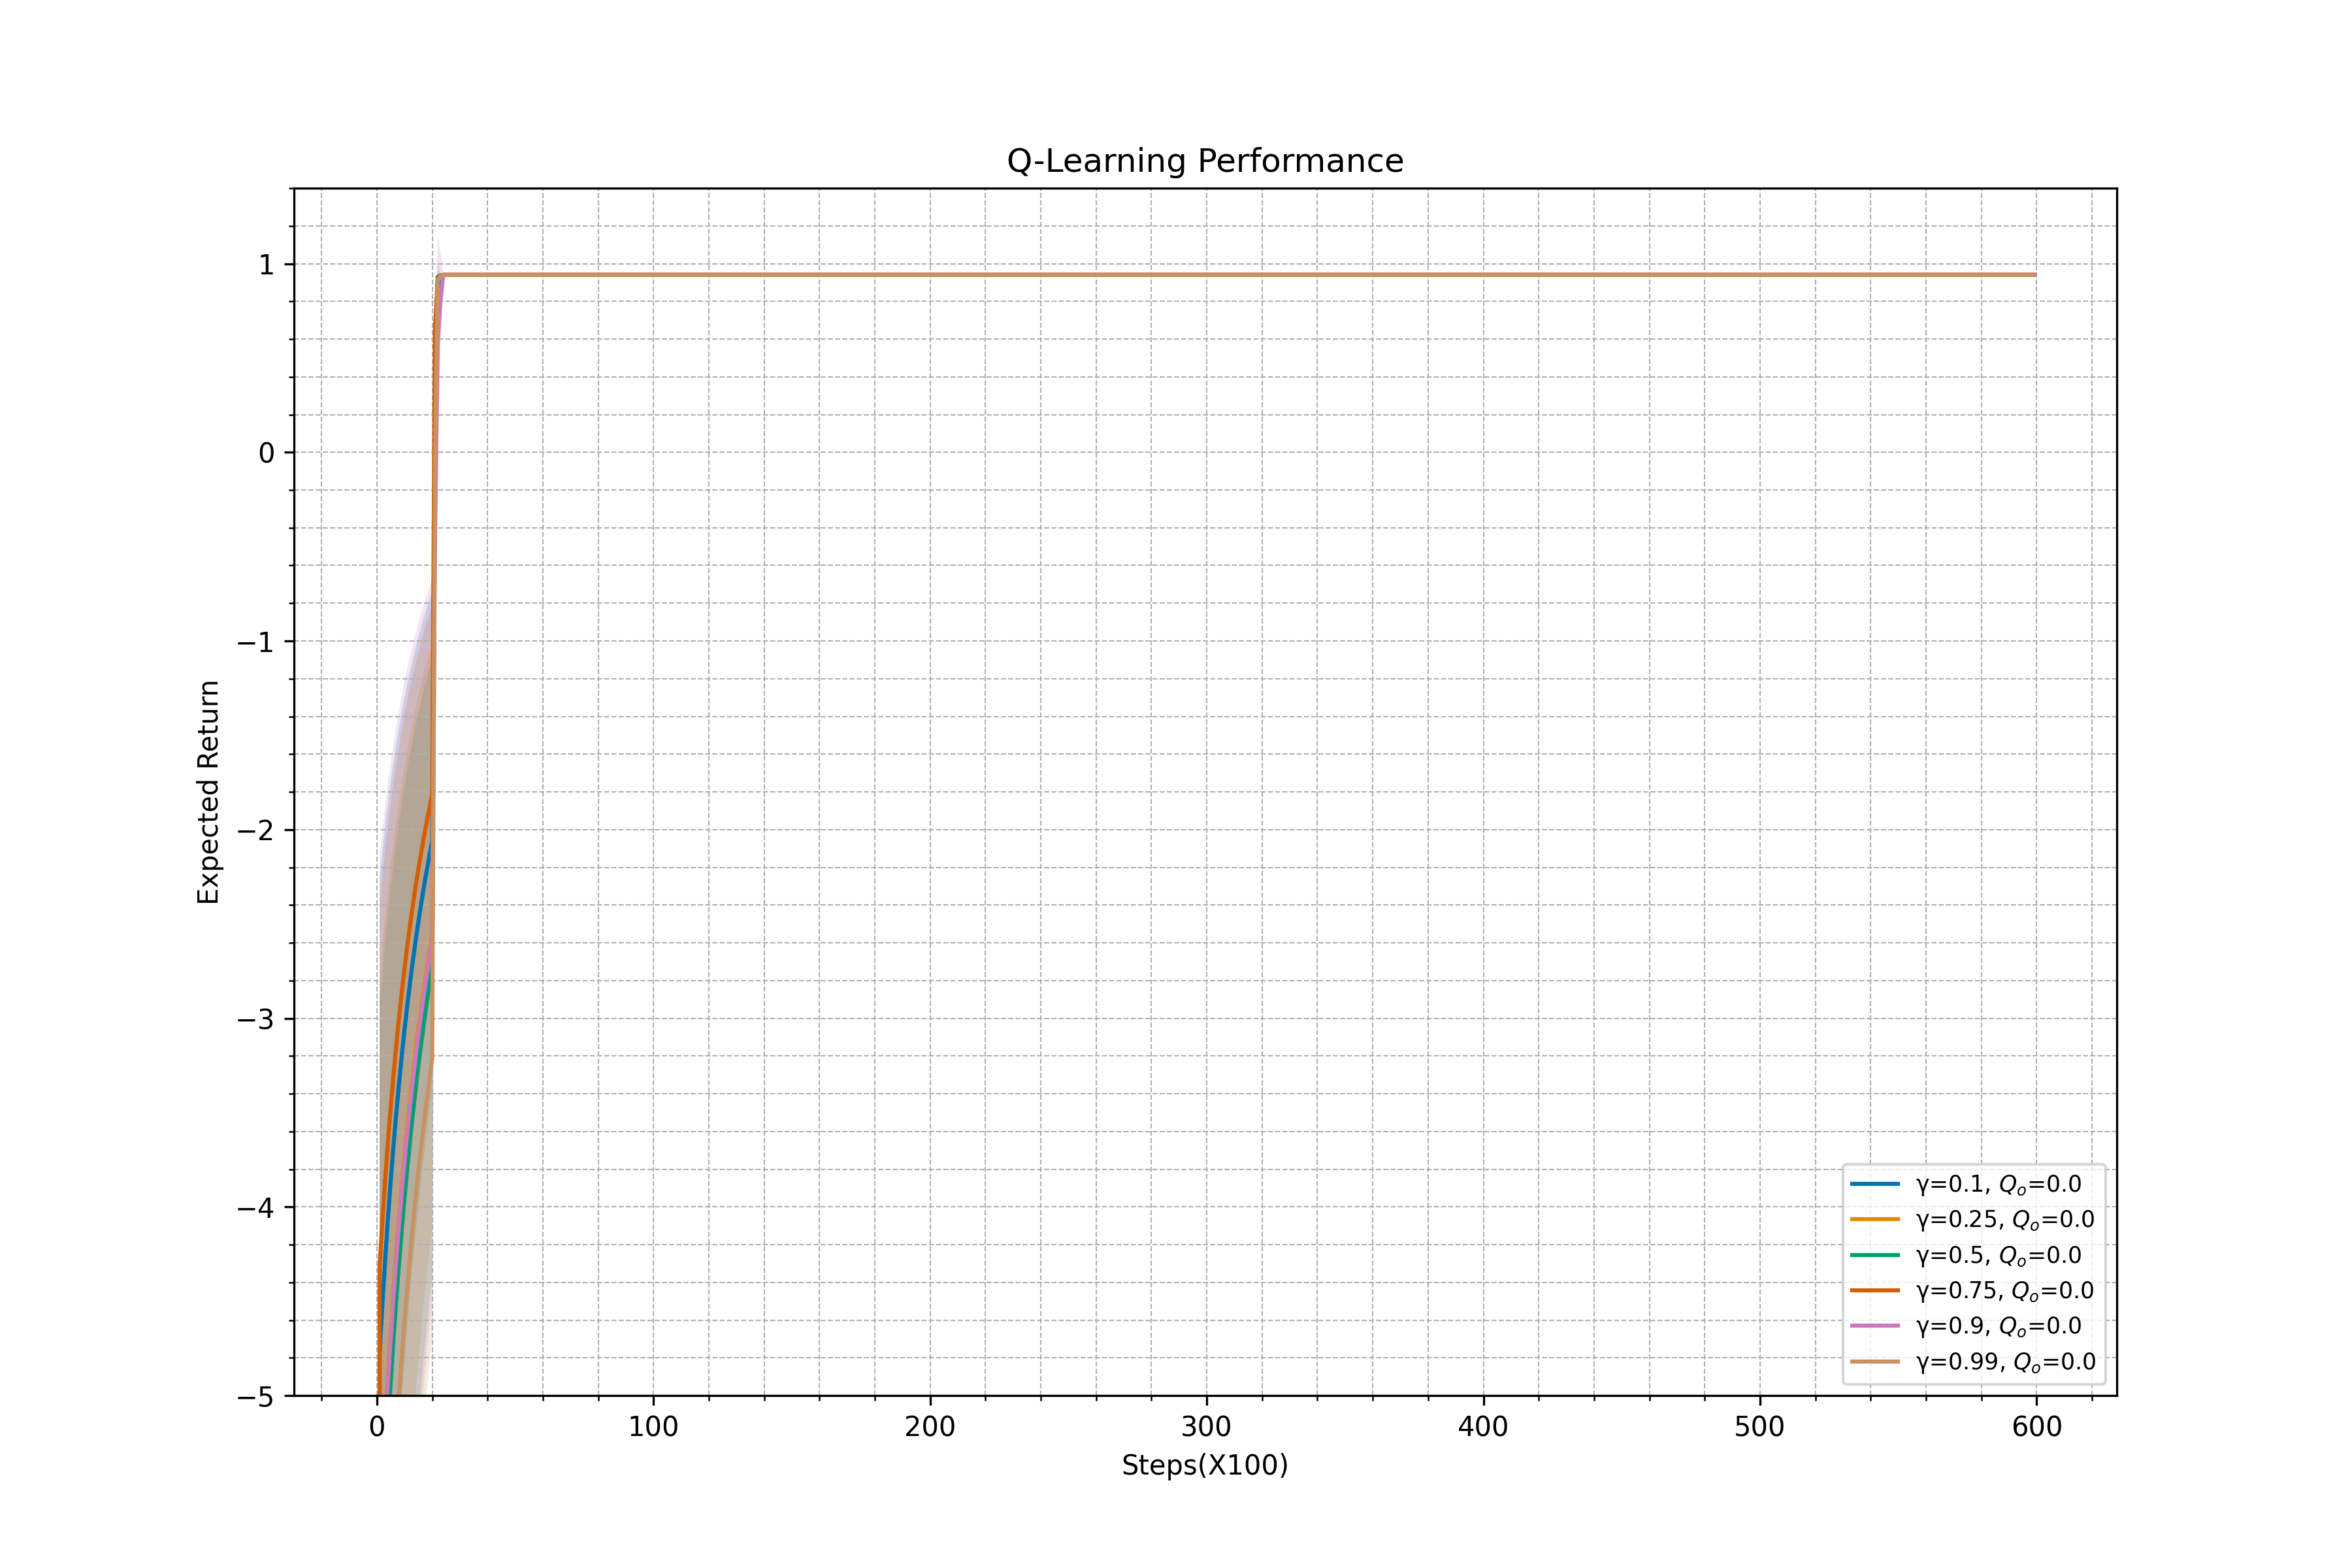 Q-Learning Performance
Expected Return
1
0
−1
−2
−3
−4
−5
0 100 200 300 400 500 600
Steps(X100)
γ=0.1, Qo=0.0
γ=0.25, Qo=0.0
γ=0.5, Qo=0.0
γ=0.75, Qo=0.0
γ=0.9, Qo=0.0
γ=0.99, Qo=0.0